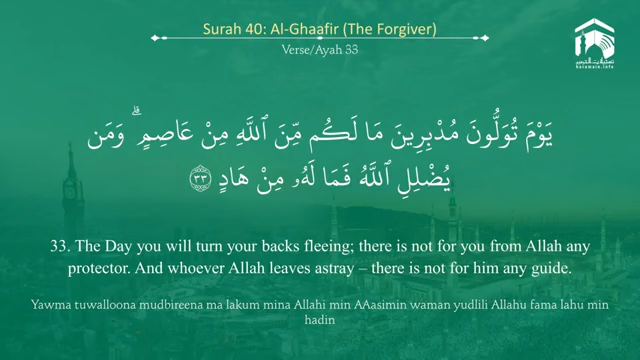 Surah 40: Al-Ghaafir (The Forgiver)
Verse/Ayah 33
haramain.info
يَوْمَ تُوَلُّونَ مُدْبِرِينَ مَا لَكُم مِّنَ ٱللَّهِ مِنْ عَاصِمٍۢ ۗ وَمَن
يُضْلِلِ ٱللَّهُ فَمَا لَهُۥ مِنْ هَادٍۢ ﴿٣٣﴾
33. The Day you will turn your backs fleeing; there is not for you from Allah any
protector. And whoever Allah leaves astray – there is not for him any guide.
Yawma tuwalloona mudbireena ma lakum mina Allahi min AAasimin waman yudlili Allahu fama lahu min
hadin